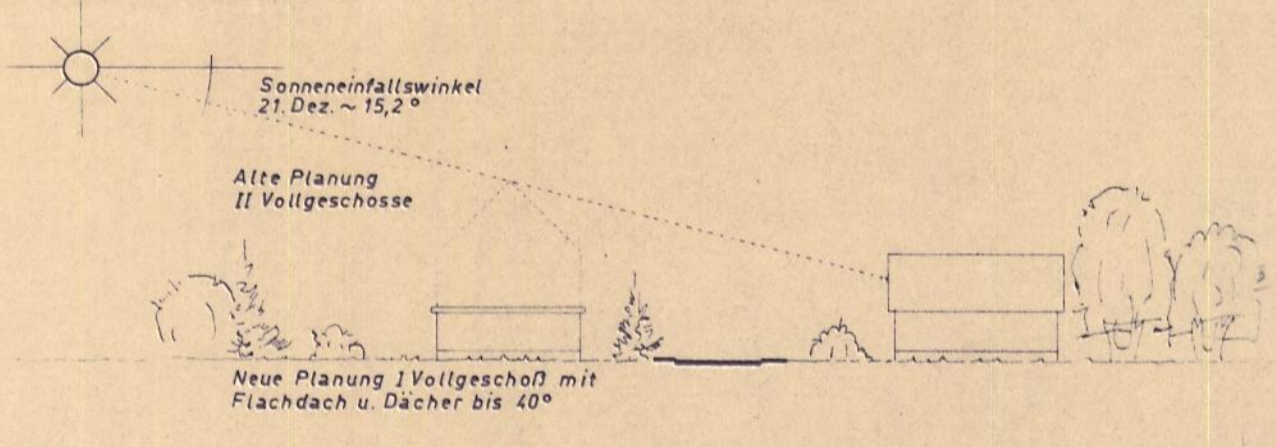 Sonneneinfallswinkel
21. Dez. ~ 15,2°
Alte Planung
II Vollgeschosse
Neue Planung I Vollgeschoß mit
Flachdach u. Dächer bis 40°